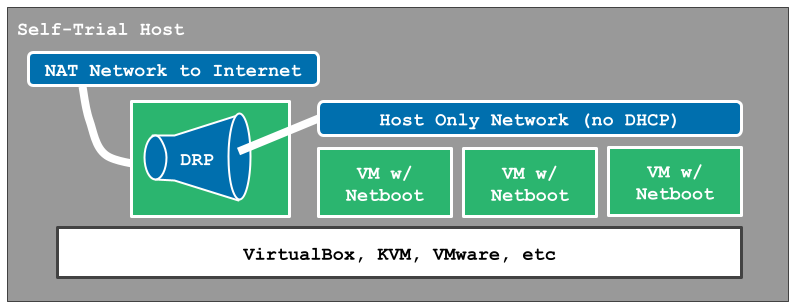 Self-Trial Host
NAT Network to Internet
Host Only Network (no DHCP)
DRP
VM w/
Netboot
VM w/
Netboot
VM w/
Netboot
VirtualBox, KVM, VMware, etc